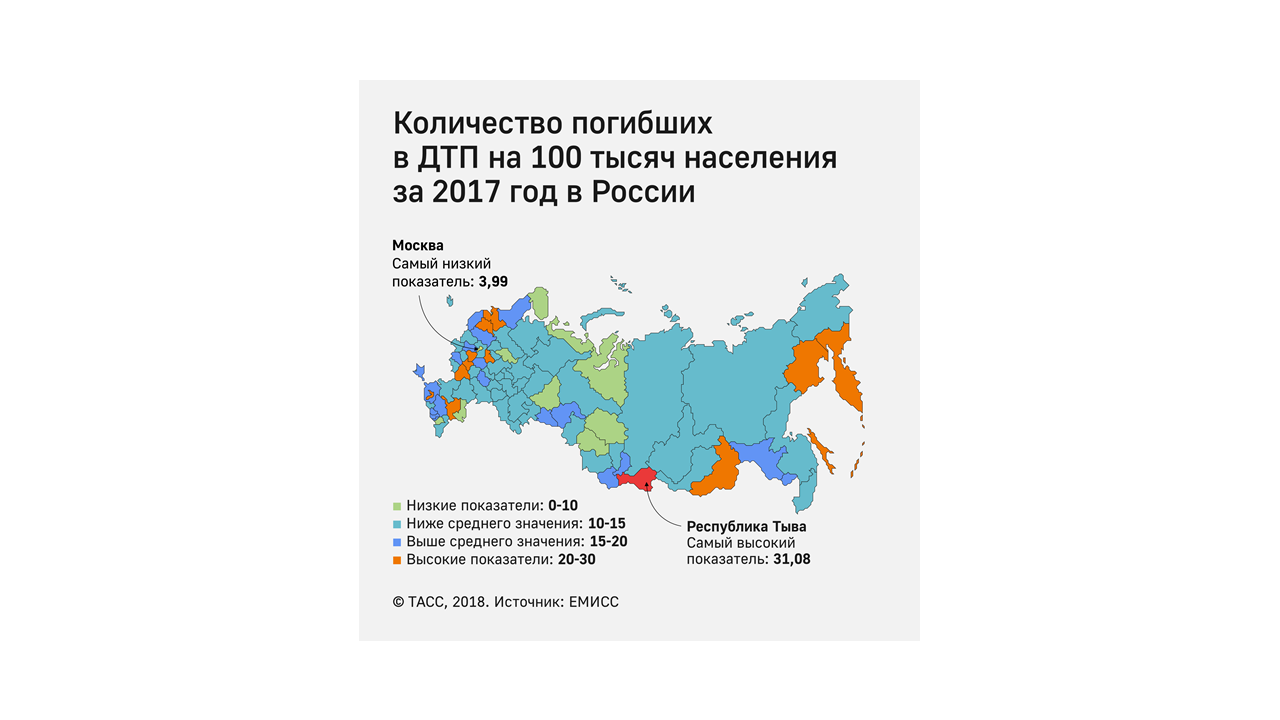 Количество погибших
в ДТП на 100 тысяч населения
за 2017 год в России
Москва
Самый низкий
показатель: 3,99
Низкие показатели: 0-10
Ниже среднего значения: 10-15
Выше среднего значения: 15-20
Высокие показатели: 20-30
Республика Тыва
Самый высокий
показатель: 31,08
© ТАСС, 2018. Источник: ЕМИСС